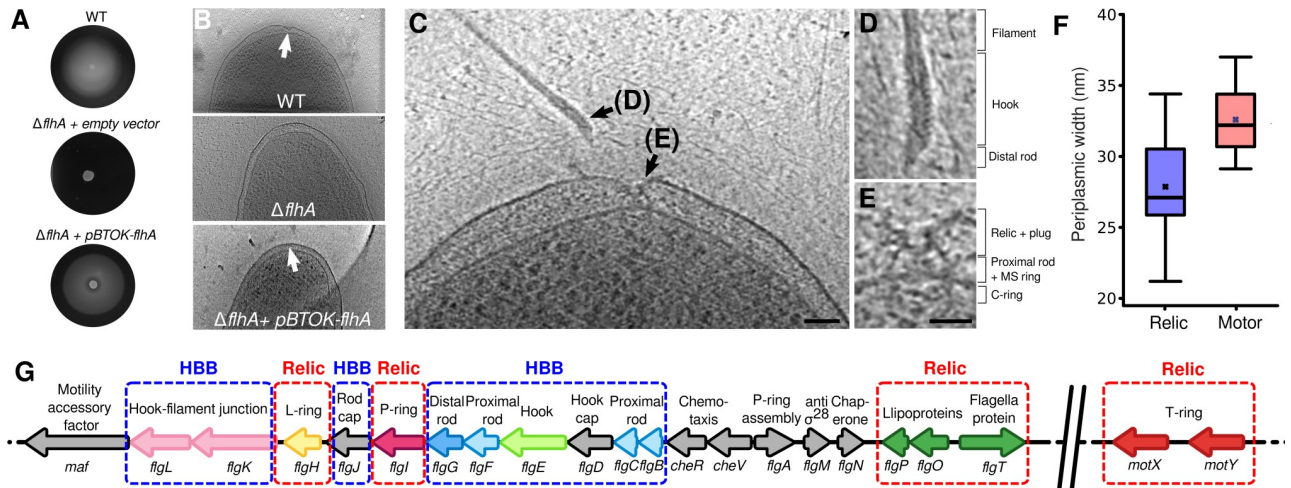 A
WT
ΔflhA + empty vector
ΔflhA + pBTOK-flhA
B
WT
ΔflhA
ΔflhA+ pBTOK-flhA
C
(D)
(E)
D
Filament
Hook
Distal rod
E
Relic + plug
Proximal rod
+ MS ring
C-ring
F
Periplasmic width (nm)
40
35
30
25
20
Relic Motor
G
HBB Relic HBB Relic HBB Relic Relic
Motility
accessory
factor
Hook-filament junction
L-ring
Rod
cap
P-ring
Distal
rod
Proximal
rod
Hook
Hook
cap
Proximal
rod
Chemo-
taxis
P-ring
assembly
anti
σ28
Chap-
erone
Llipoproteins
Flagella
protein
T-ring
maf flgL flgK flgH flgJ flgI flgG flgF flgE flgD flgC flgB cheR cheV flgA flgM flgN flgP flgO flgT motX motY